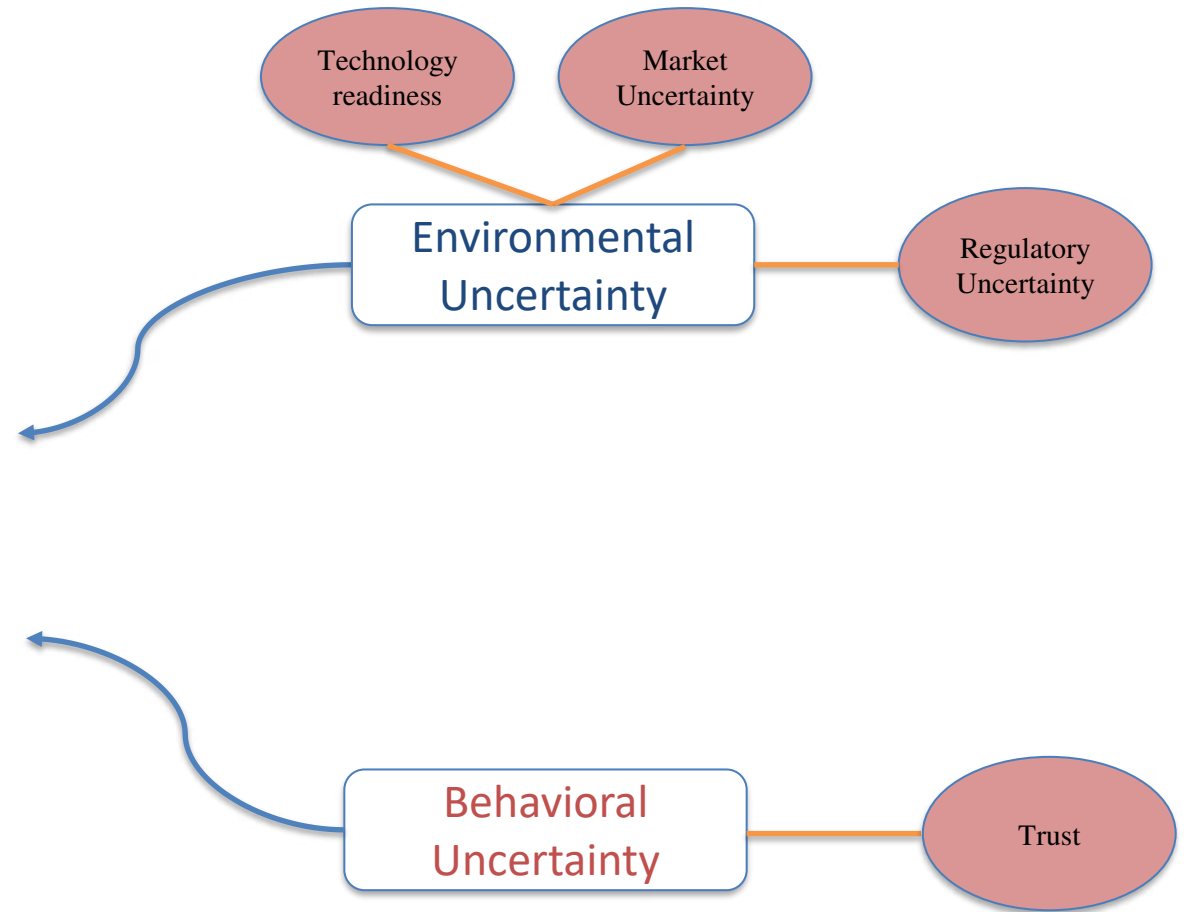 Technology
readiness
Market
Uncertainty
Environmental
Uncertainty
Regulatory
Uncertainty
Behavioral
Uncertainty
Trust